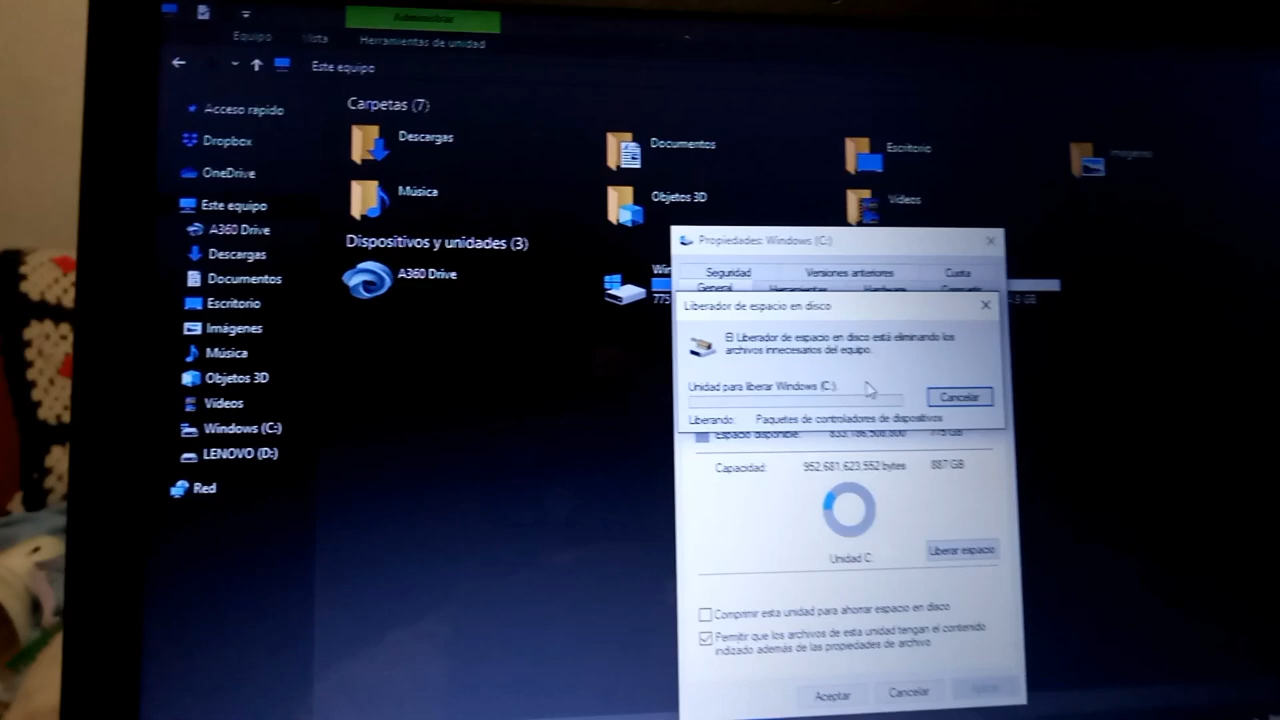 Administrar
Equipo
Vista
Herramientas de unidad
Este equipo
Acceso rápido
Dropbox
OneDrive
Este equipo
A360 Drive
Descargas
Documentos
Escritorio
Imágenes
Música
Objetos 3D
Vídeos
Windows (C:)
LENOVO (D:)
Red
Carpetas (7)
Descargas
Documentos
Escritorio
Imágenes
Música
Objetos 3D
Vídeos
Dispositivos y unidades (3)
A360 Drive
Propiedades: Windows (C:)
Seguridad
Versiones anteriores
Cuota
General
Herramientas
Hardware
Compartir
Liberador de espacio en disco
El Liberador de espacio en disco está eliminando los
archivos innecesarios del equipo.
Unidad para liberar Windows (C:).
Cancelar
Liberando: Paquetes de controladores de dispositivos
Espacio disponible: 775 GB
Capacidad: 952,681,623,552 bytes 887 GB
Unidad C:
Liberar espacio
Comprimir esta unidad para ahorrar espacio en disco
Permitir que los archivos de esta unidad tengan el contenido
indizado además de las propiedades de archivo
Aceptar
Cancelar